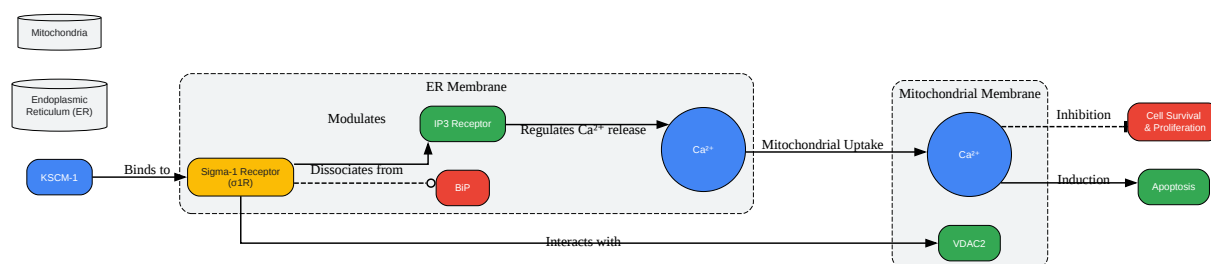 Mitochondria
Endoplasmic
Reticulum (ER)
KSCM-1
Binds to
ER Membrane
Modulates
IP3 Receptor
Regulates Ca²⁺ release
Ca²⁺
Sigma-1 Receptor
(σ1R)
Dissociates from
BiP
Interacts with
Mitochondrial Uptake
Mitochondrial Membrane
Ca²⁺
VDAC2
Inhibition
Cell Survival
& Proliferation
Induction
Apoptosis